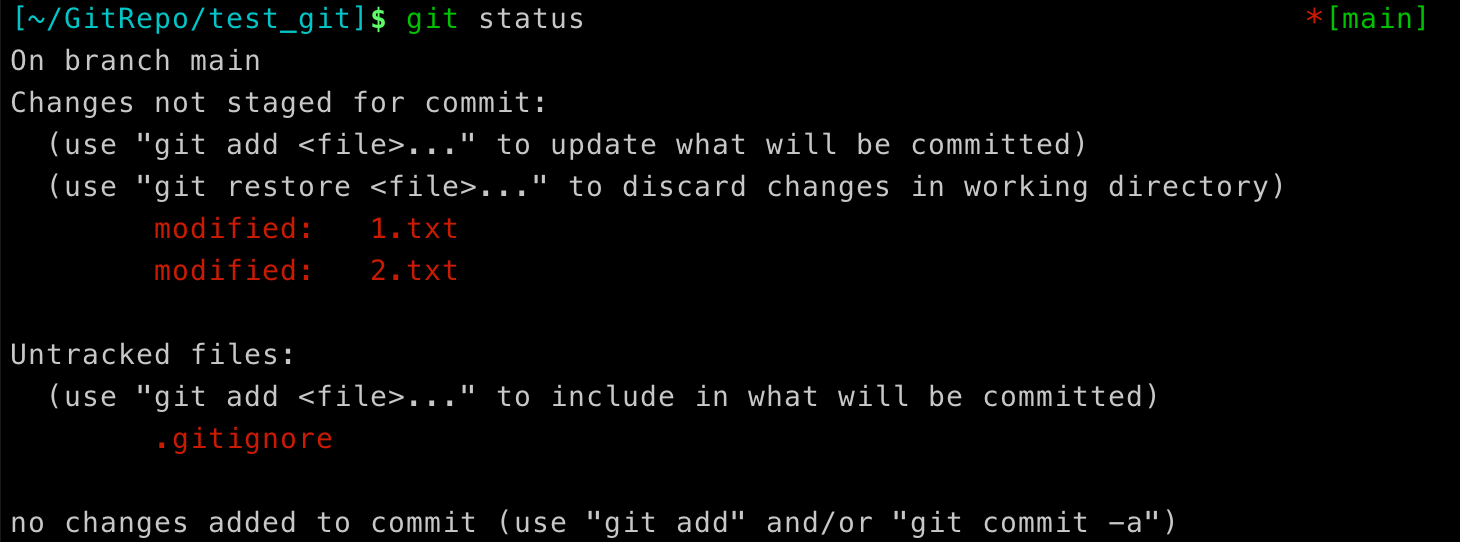 [~/GitRepo/test_git]$ git status *[main]
On branch main
Changes not staged for commit:
  (use "git add <file>..." to update what will be committed)
  (use "git restore <file>..." to discard changes in working directory)
        modified:   1.txt
        modified:   2.txt

Untracked files:
  (use "git add <file>..." to include in what will be committed)
        .gitignore

no changes added to commit (use "git add" and/or "git commit -a")